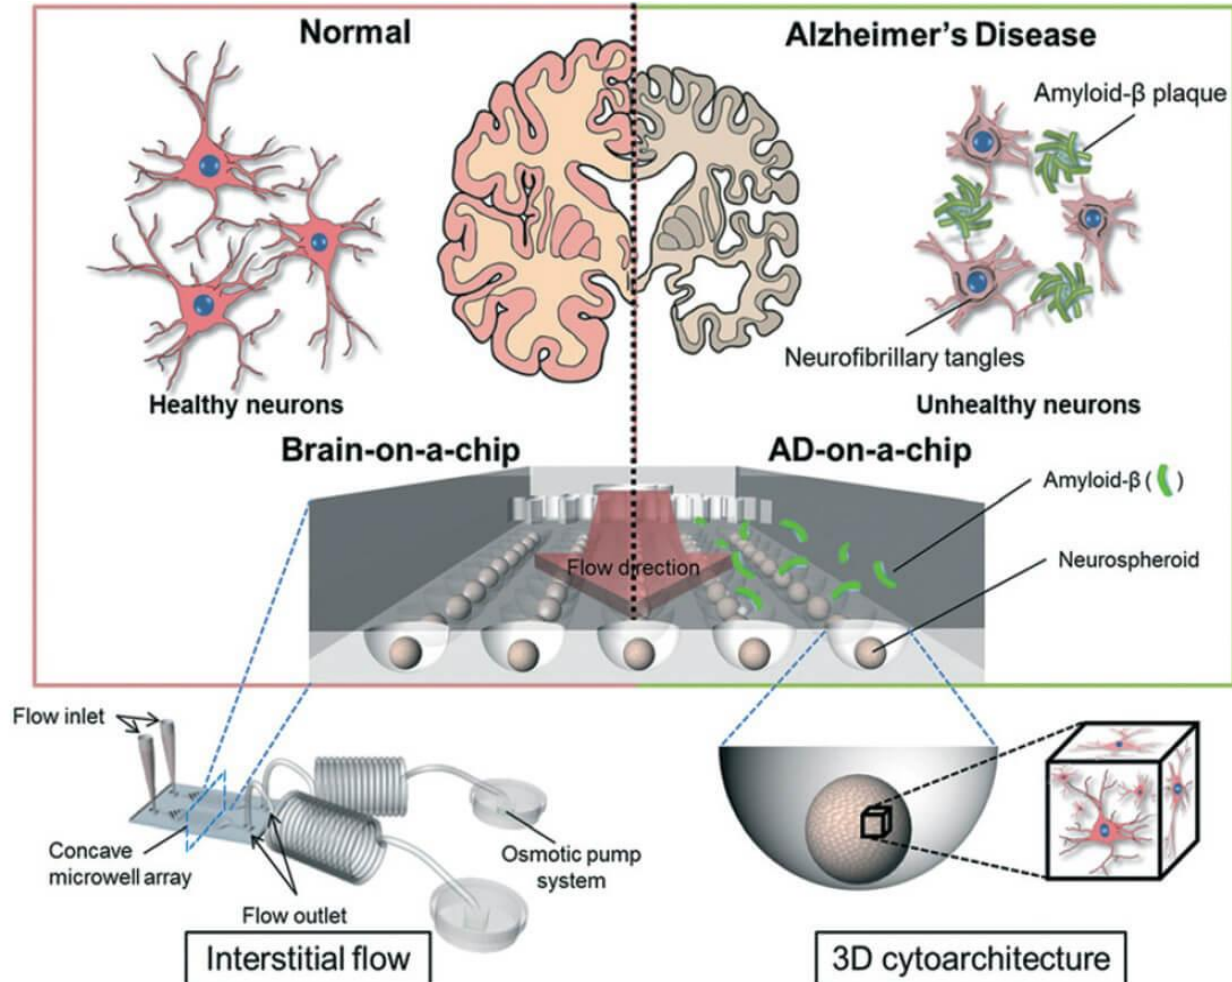 Normal
Alzheimer's Disease
Amyloid-β plaque
Neurofibrillary tangles
Healthy neurons
Unhealthy neurons
Brain-on-a-chip
AD-on-a-chip
Amyloid-β ( )
Flow direction
Neurospheroid
Flow inlet
Concave
microwell array
Flow outlet
Osmotic pump
system
Interstitial flow
3D cytoarchitecture